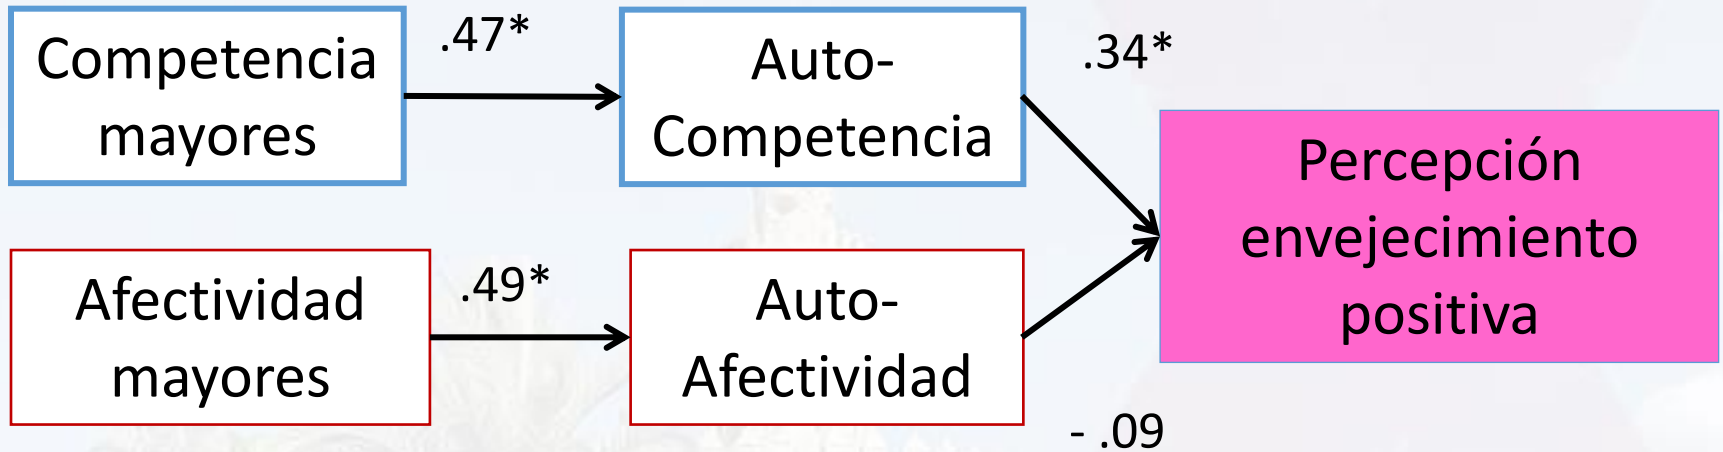 Competencia
mayores
.47*
Auto-
Competencia
.34*
Percepción
envejecimiento
positiva
Afectividad
mayores
.49*
Auto-
Afectividad
- .09